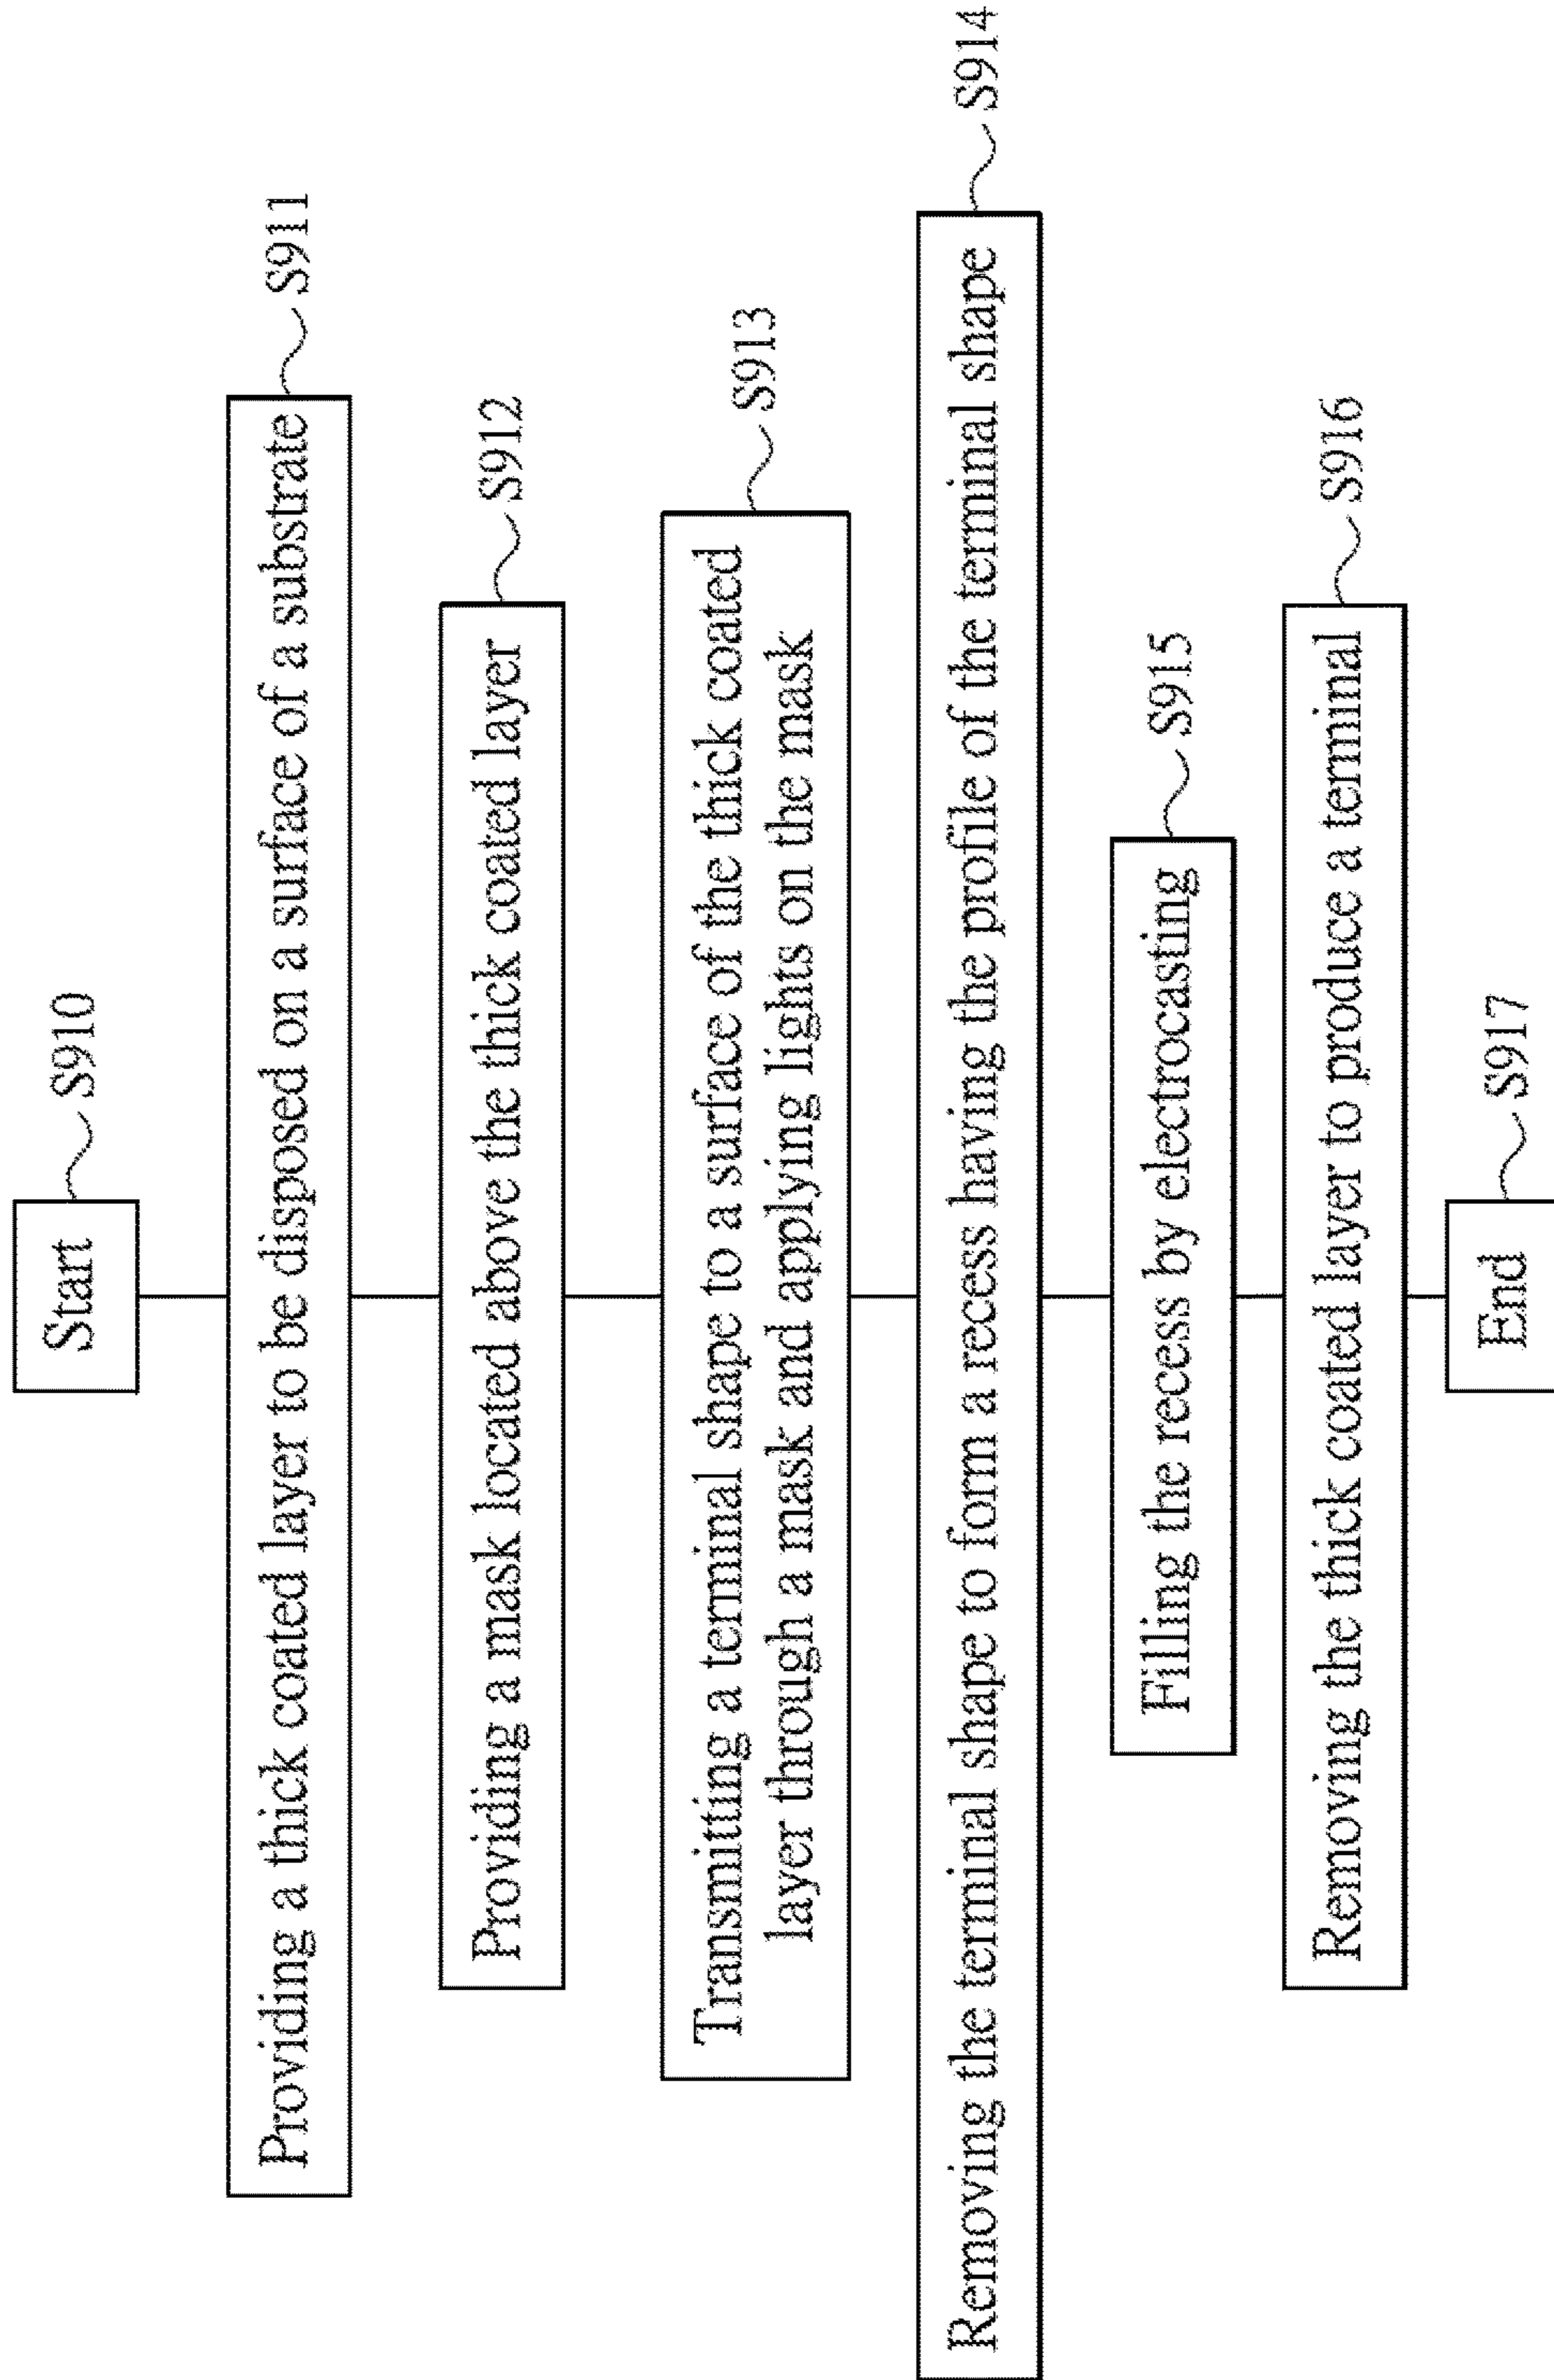 Start
S910
Providing a thick coated layer to be disposed on a surface of a substrate
S911
Providing a mask located above the thick coated layer
S912
Transmitting a terminal shape to a surface of the thick coated
layer through a mask and applying lights on the mask
S913
Removing the terminal shape to form a recess having the profile of the terminal shape
S914
Filling the recess by electrocasting
S915
Removing the thick coated layer to produce a terminal
S916
End
S917